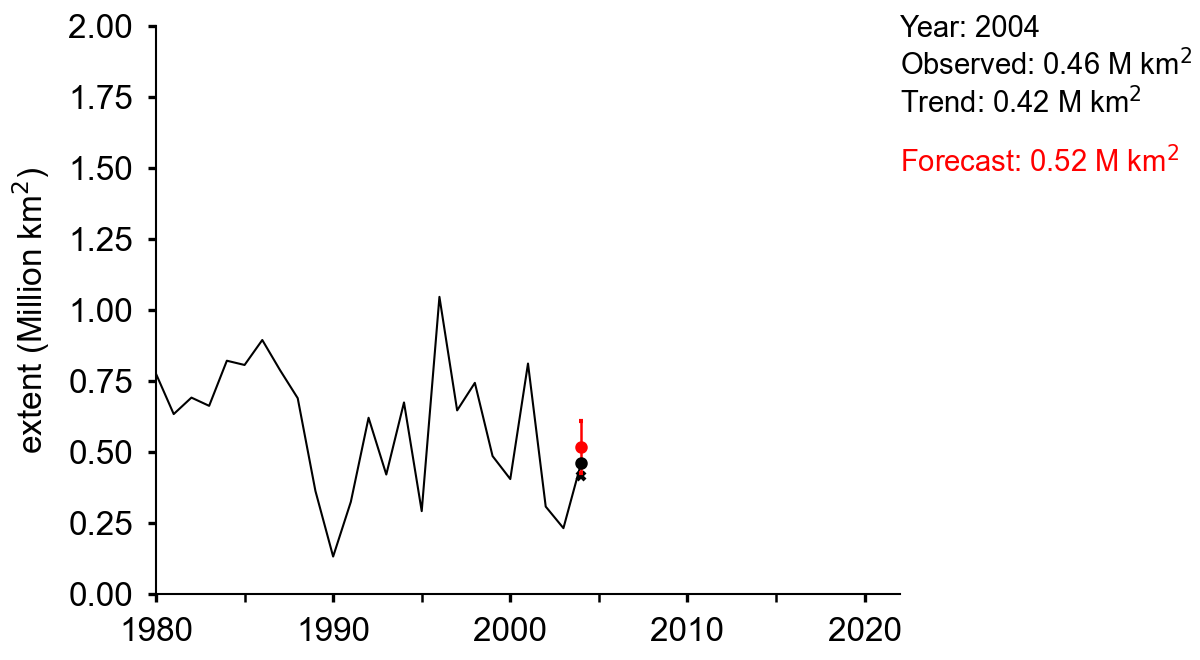 Year: 2004
Observed: 0.46 M km²
Trend: 0.42 M km²
Forecast: 0.52 M km²
extent (Million km²)
2.00
1.75
1.50
1.25
1.00
0.75
0.50
0.25
0.00
1980 1990 2000 2010 2020